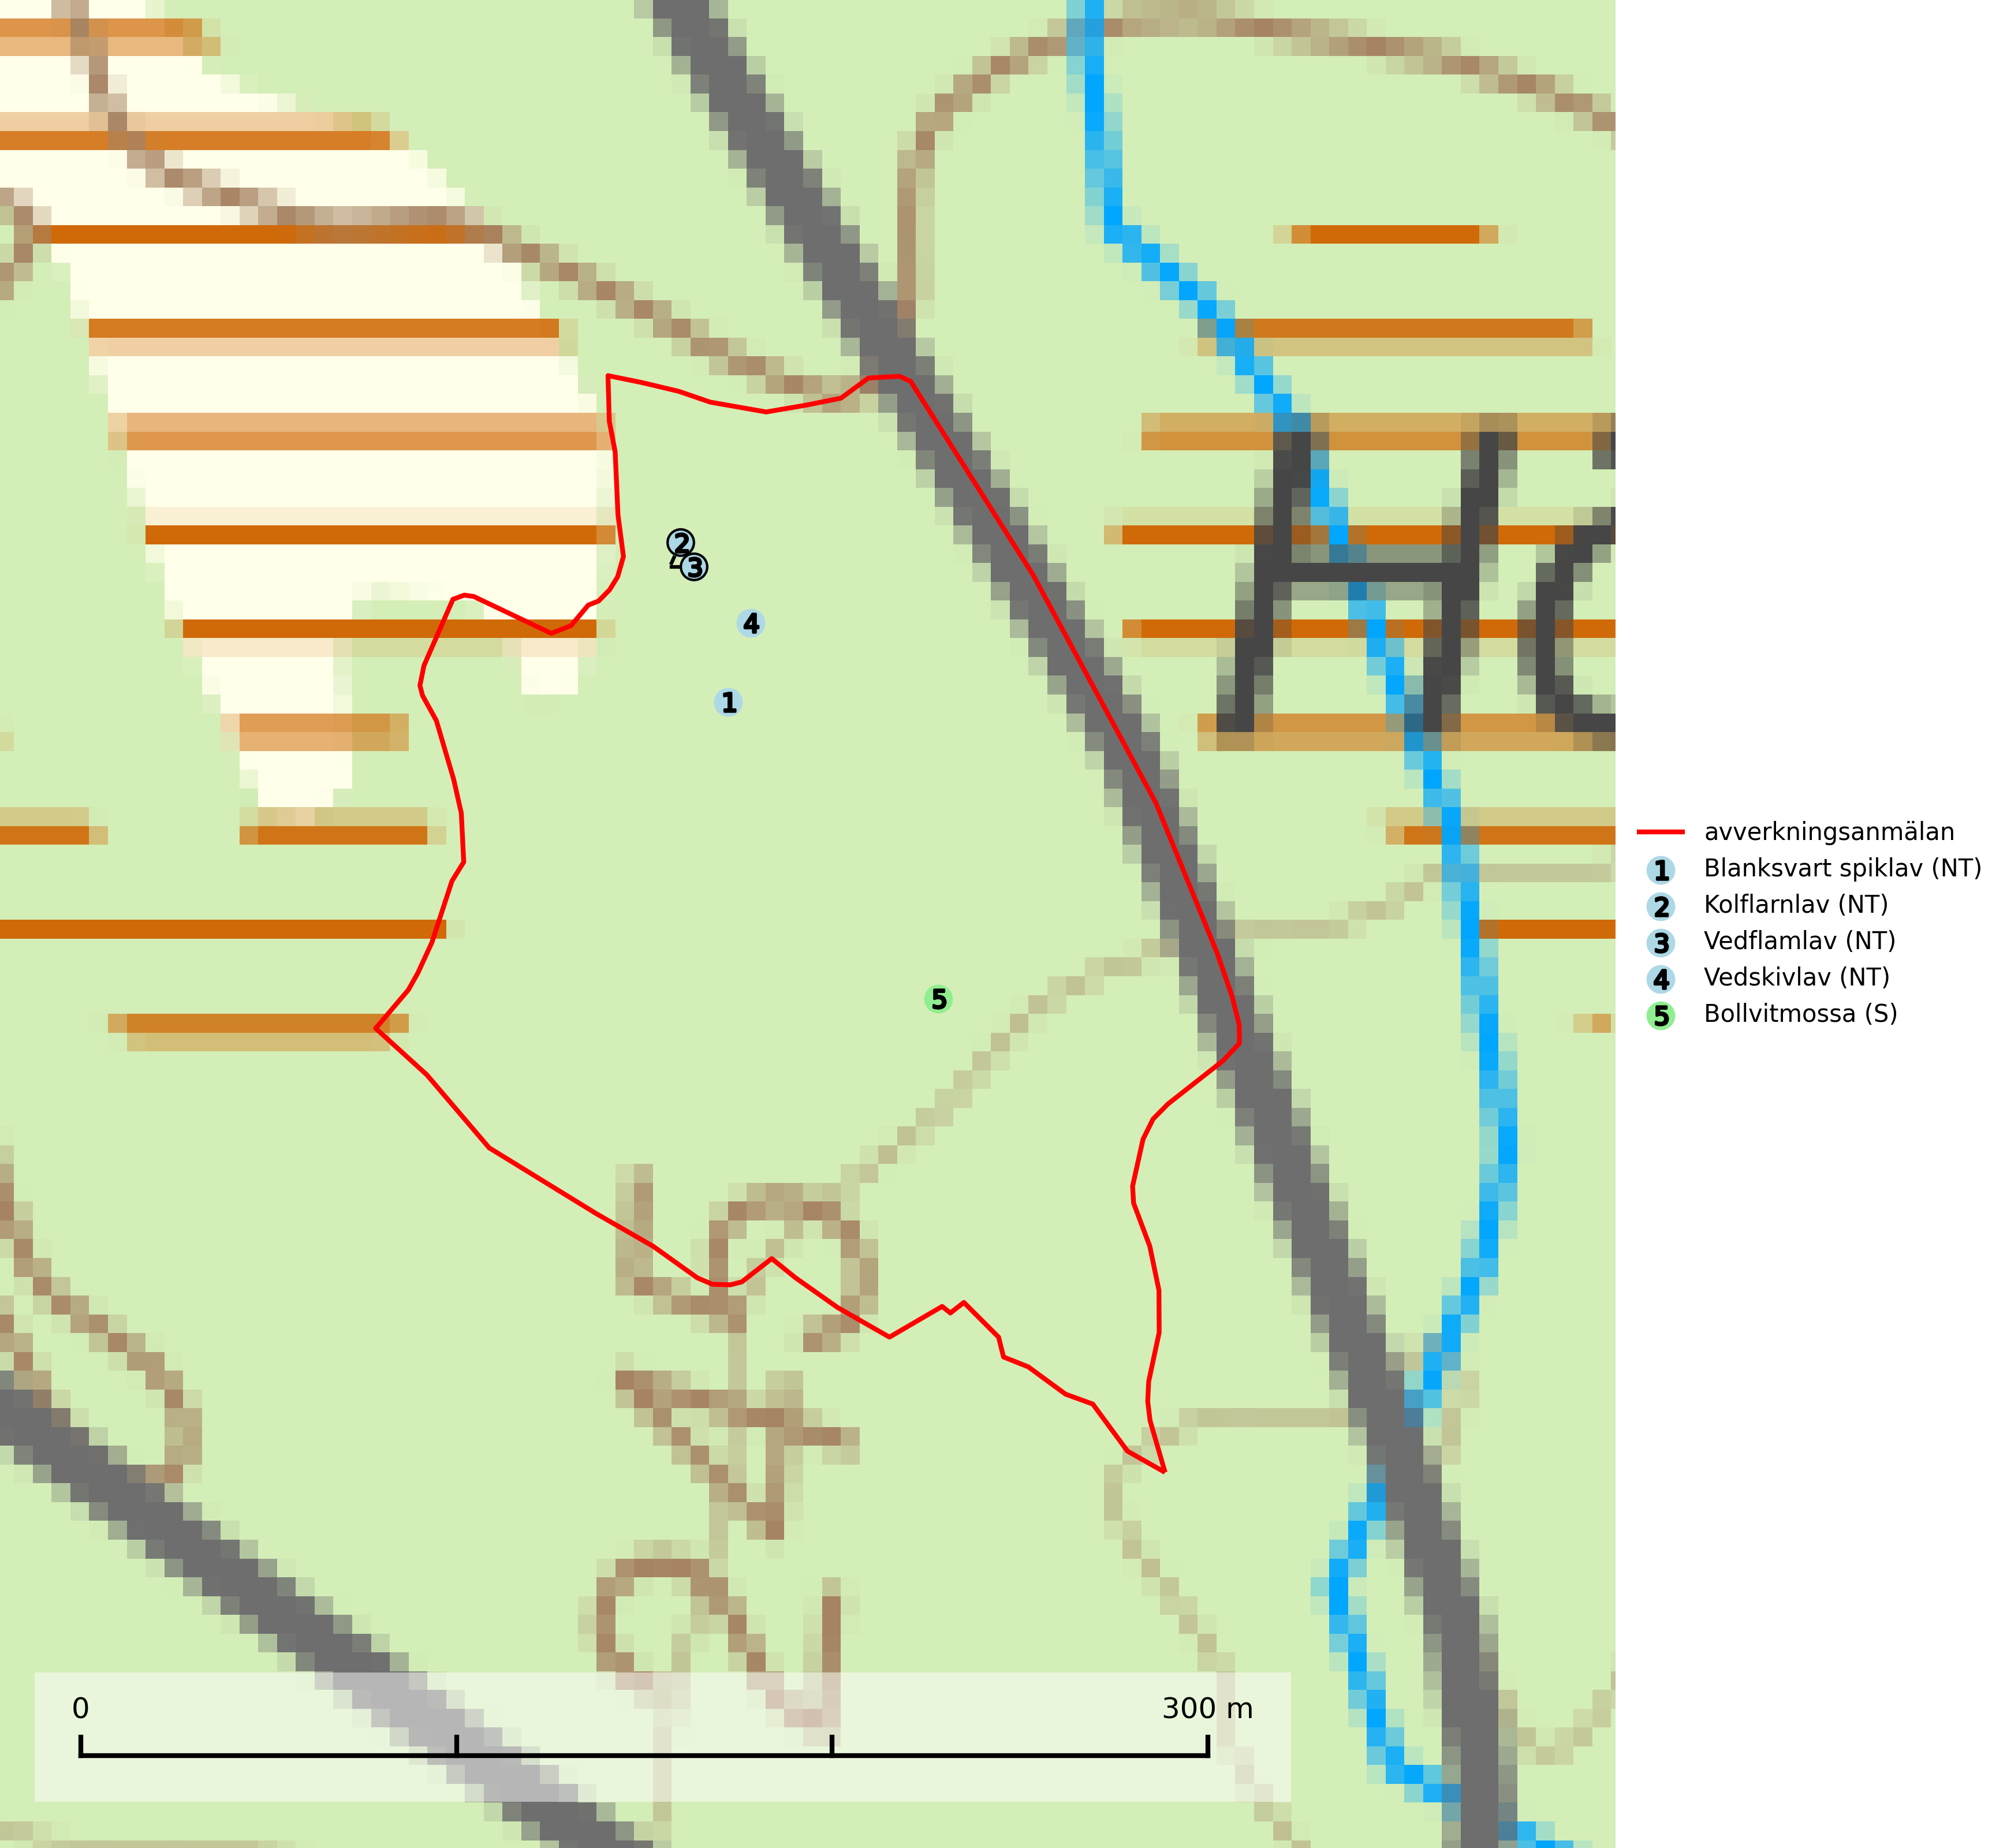 2
3
4
1
5
avverkningsanmälan
1 Blanksvart spiklav (NT)
2 Kolflarnlav (NT)
3 Vedflamlav (NT)
4 Vedskivlav (NT)
5 Bollvitmossa (S)
0 300 m